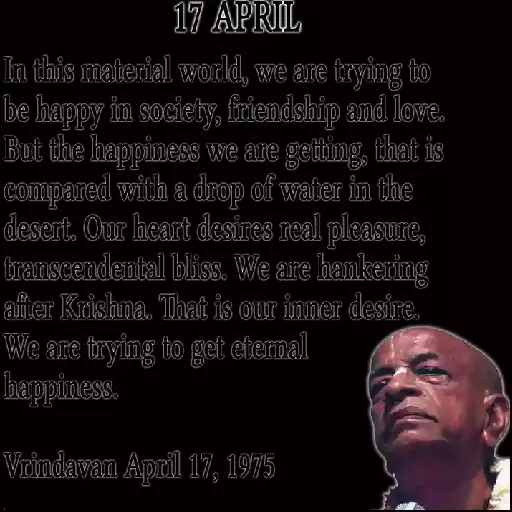 17 APRIL
In this material world, we are trying to
be happy in society, friendship and love.
But the happiness we are getting, that is
compared with a drop of water in the
desert. Our heart desires real pleasure,
transcendental bliss. We are hankering
after Krishna. That is our inner desire.
We are trying to get eternal
happiness.
Vrindavan April 17, 1975